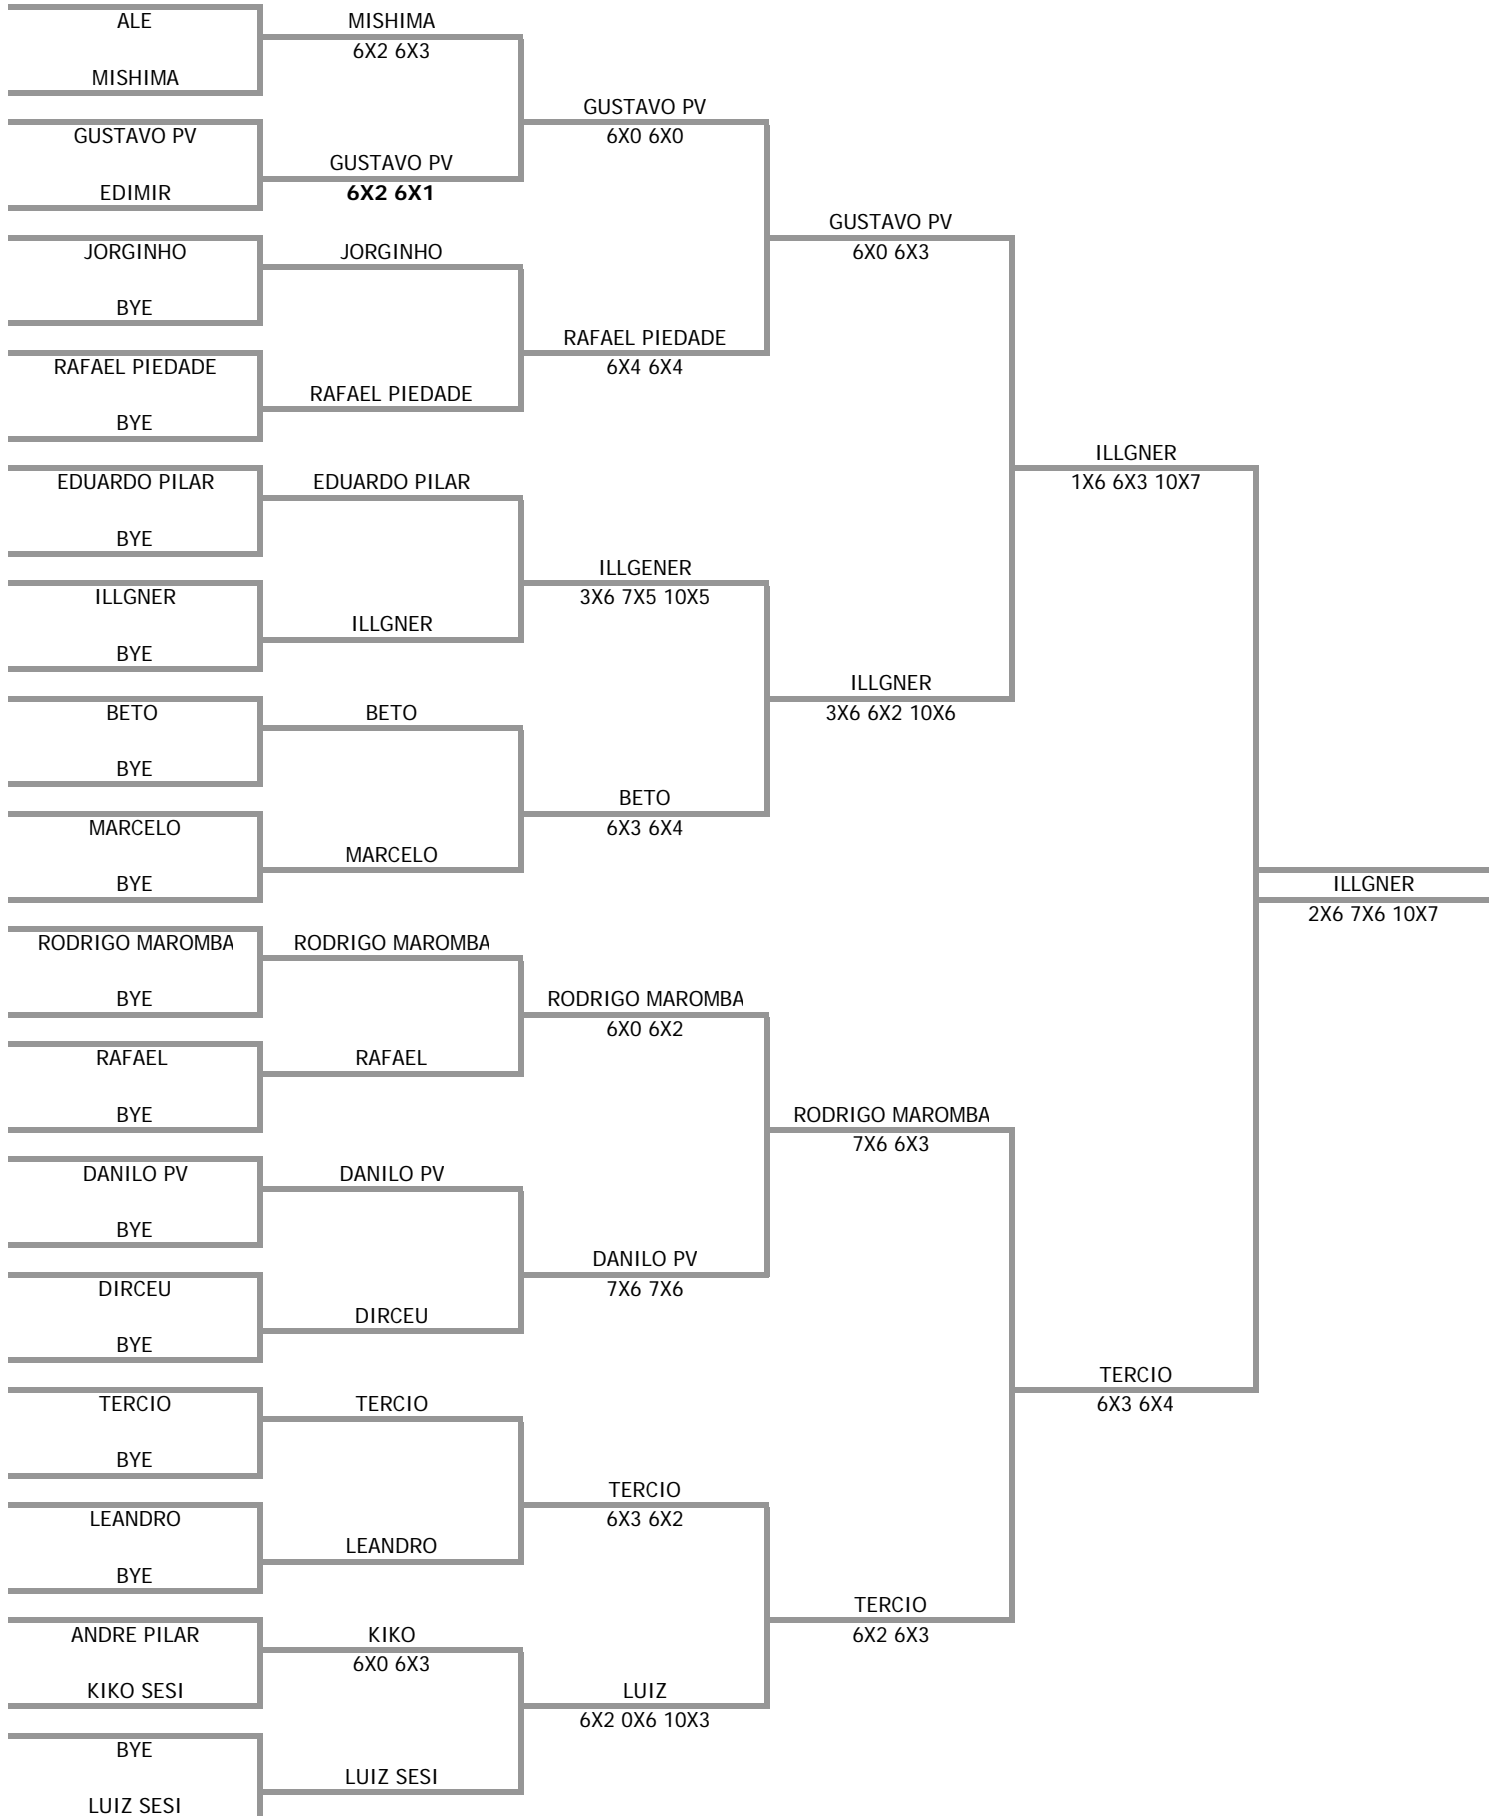 ALE
MISHIMA
6X2 6X3
MISHIMA
GUSTAVO PV
6X0 6X0
GUSTAVO PV
GUSTAVO PV
6X2 6X1
EDIMIR
GUSTAVO PV
6X0 6X3
JORGINHO
JORGINHO
BYE
RAFAEL PIEDADE
6X4 6X4
RAFAEL PIEDADE
RAFAEL PIEDADE
BYE
ILLGNER
1X6 6X3 10X7
EDUARDO PILAR
EDUARDO PILAR
BYE
ILLGENER
3X6 7X5 10X5
ILLGNER
ILLGNER
BYE
ILLGNER
3X6 6X2 10X6
BETO
BETO
BYE
BETO
6X3 6X4
MARCELO
MARCELO
BYE
ILLGNER
2X6 7X6 10X7
RODRIGO MAROMBA
RODRIGO MAROMBA
BYE
RODRIGO MAROMBA
6X0 6X2
RAFAEL
RAFAEL
BYE
RODRIGO MAROMBA
7X6 6X3
DANILO PV
DANILO PV
BYE
DANILO PV
7X6 7X6
DIRCEU
DIRCEU
BYE
TERCIO
6X3 6X4
TERCIO
TERCIO
BYE
TERCIO
6X3 6X2
LEANDRO
LEANDRO
BYE
TERCIO
6X2 6X3
ANDRE PILAR
KIKO
6X0 6X3
KIKO SESI
LUIZ
6X2 0X6 10X3
BYE
LUIZ SESI
LUIZ SESI